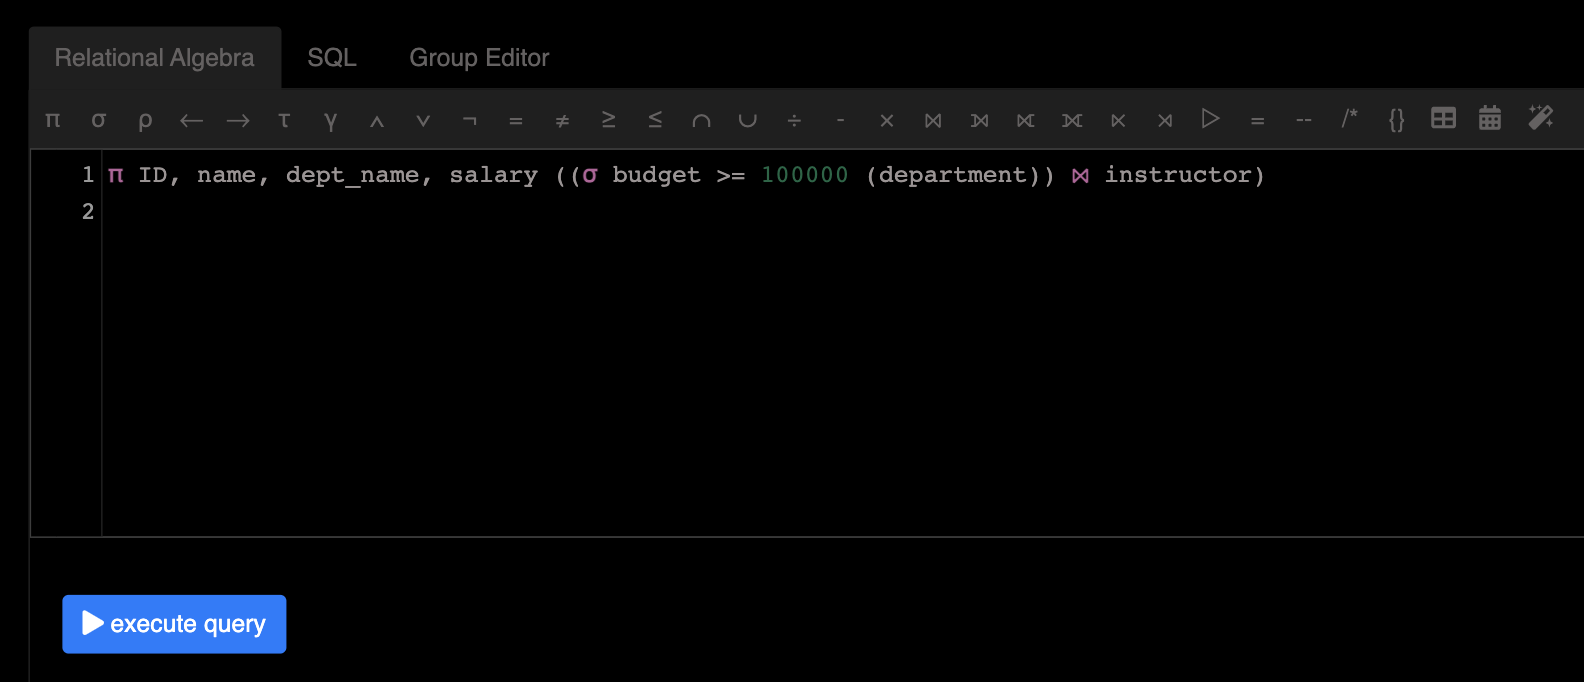 Relational Algebra SQL Group Editor
π σ ρ ← → τ γ ∧ ∨ ¬ = ≠ ≥ ≤ ∩ ∪ ÷ - × ⋈ ⟕ ⟖ ⟗ ⋉ ⋊ ▷ = -- /* {}
1 π ID, name, dept_name, salary ((σ budget >= 100000 (department)) ⋈ instructor)
2
execute query